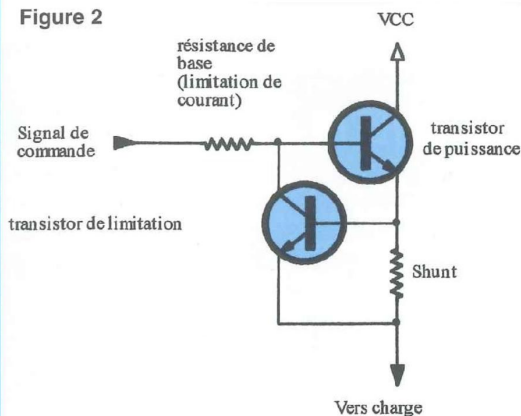 Figure 2
VCC
résistance de
base
(limitation de
courant)
Signal de
commande
transistor
de puissance
transistor de limitation
Shunt
Vers charge